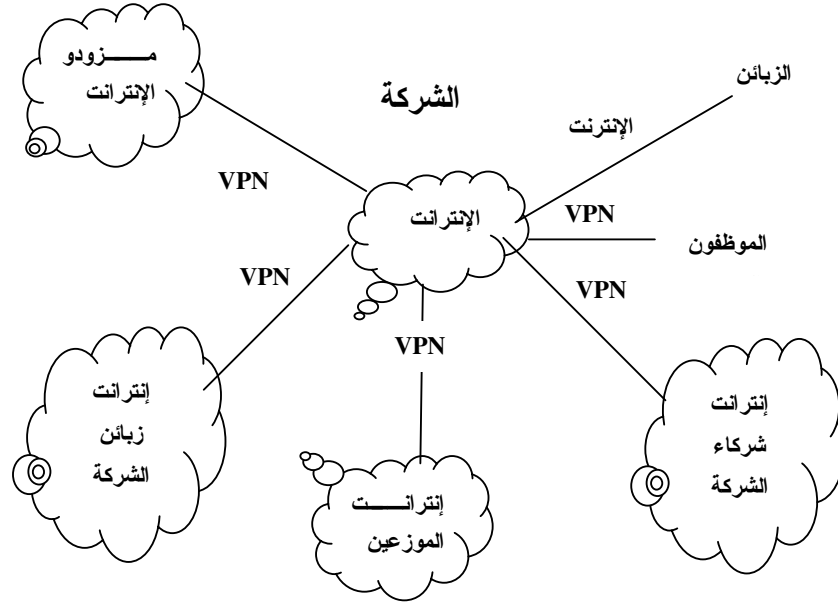 مـــــزودو
الإنترانت
الشركة
الزبائن
الإنترنت
VPN
الإنترانت
VPN
الموظفون
VPN
VPN
VPN
إنترانت
زبائن
الشركة
إنترانـــــت
الموزعين
إنترانت
شركاء
الشركة